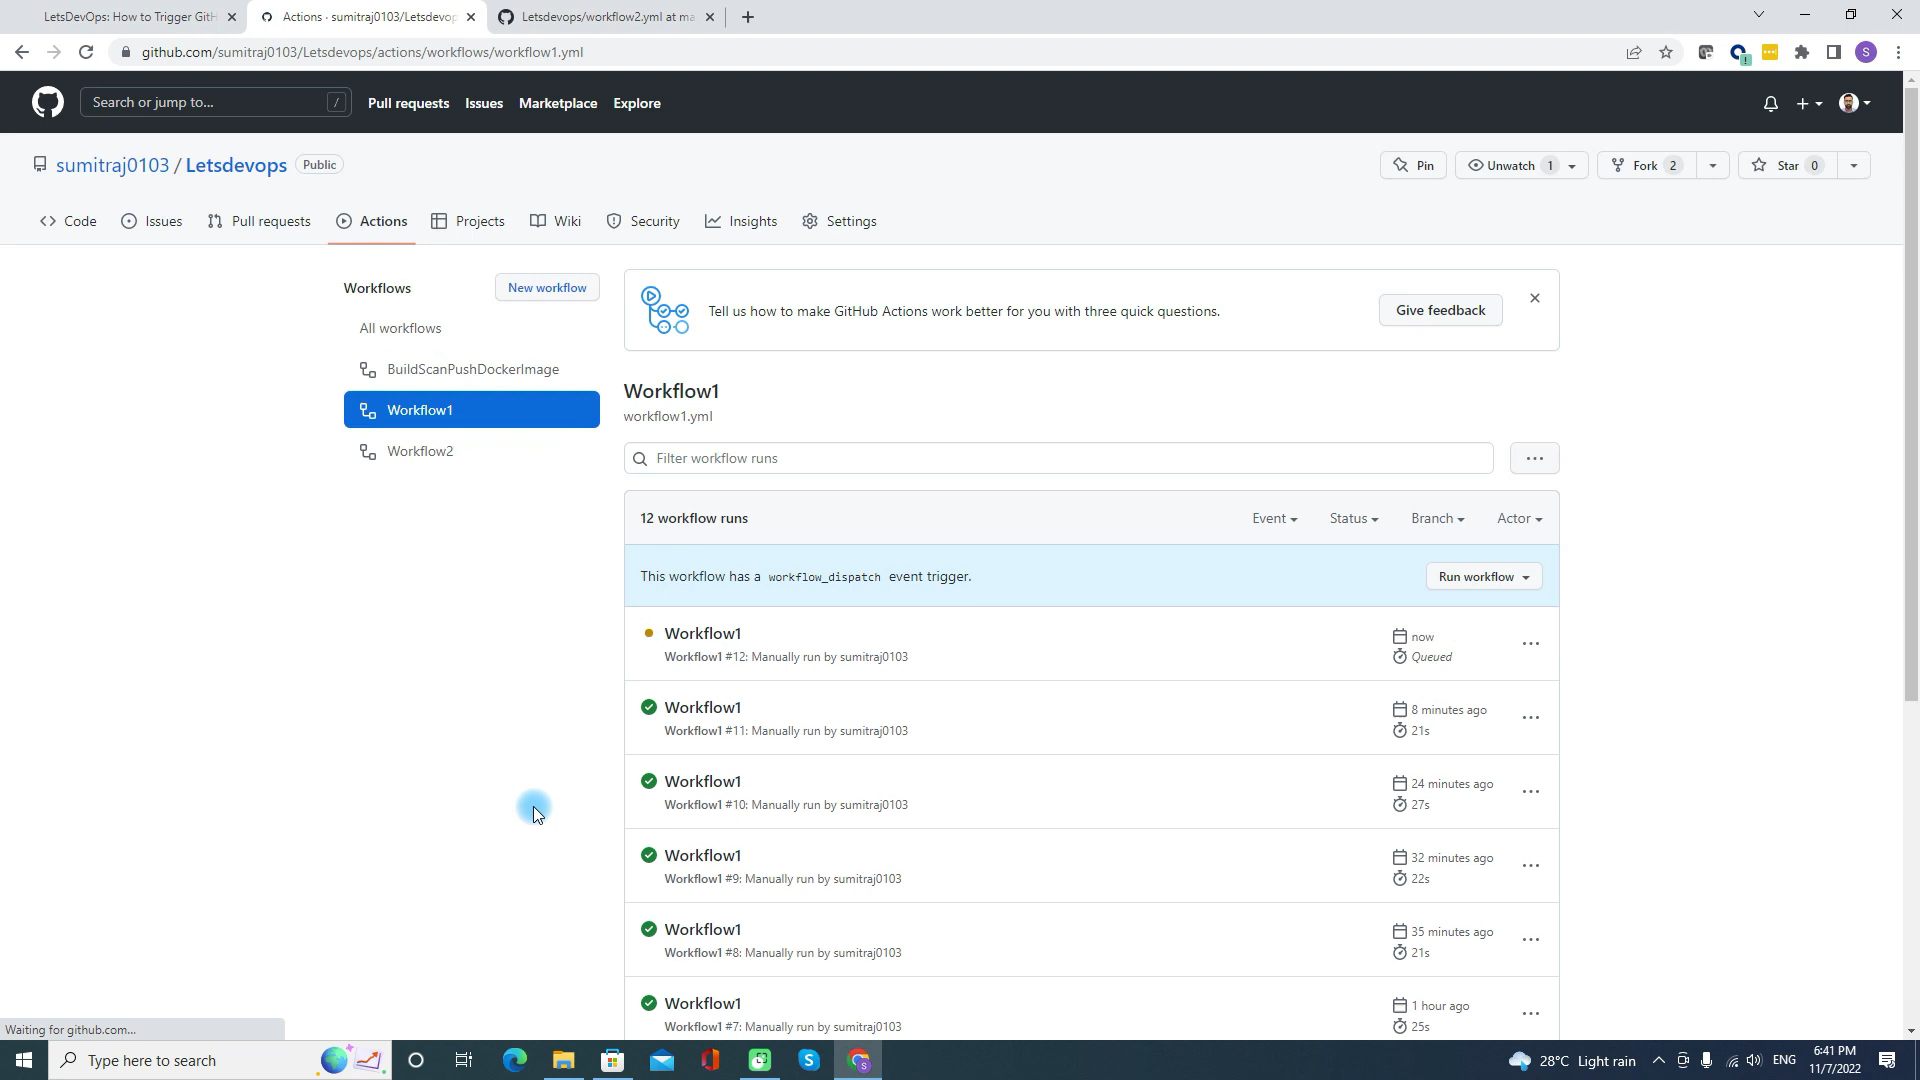 LetsDevOps: How to Trigger GitH
Actions · sumitraj0103/Letsdevop
Letsdevops/workflow2.yml at ma
github.com/sumitraj0103/Letsdevops/actions/workflows/workflow1.yml
S
Search or jump to...
/
Pull requests
Issues
Marketplace
Explore
sumitraj0103 / Letsdevops
Public
Pin
Unwatch 1
Fork 2
Star 0
Code
Issues
Pull requests
Actions
Projects
Wiki
Security
Insights
Settings
Workflows
New workflow
All workflows
BuildScanPushDockerImage
Workflow1
Workflow2
Tell us how to make GitHub Actions work better for you with three quick questions.
Give feedback
Workflow1
workflow1.yml
Filter workflow runs
12 workflow runs
Event
Status
Branch
Actor
This workflow has a workflow_dispatch event trigger.
Run workflow
Workflow1
Workflow1 #12: Manually run by sumitraj0103
now
Queued
Workflow1
Workflow1 #11: Manually run by sumitraj0103
8 minutes ago
21s
Workflow1
Workflow1 #10: Manually run by sumitraj0103
24 minutes ago
27s
Workflow1
Workflow1 #9: Manually run by sumitraj0103
32 minutes ago
22s
Workflow1
Workflow1 #8: Manually run by sumitraj0103
35 minutes ago
21s
Workflow1
Workflow1 #7: Manually run by sumitraj0103
1 hour ago
25s
Waiting for github.com...
Type here to search
28°C Light rain
ENG
6:41 PM
11/7/2022